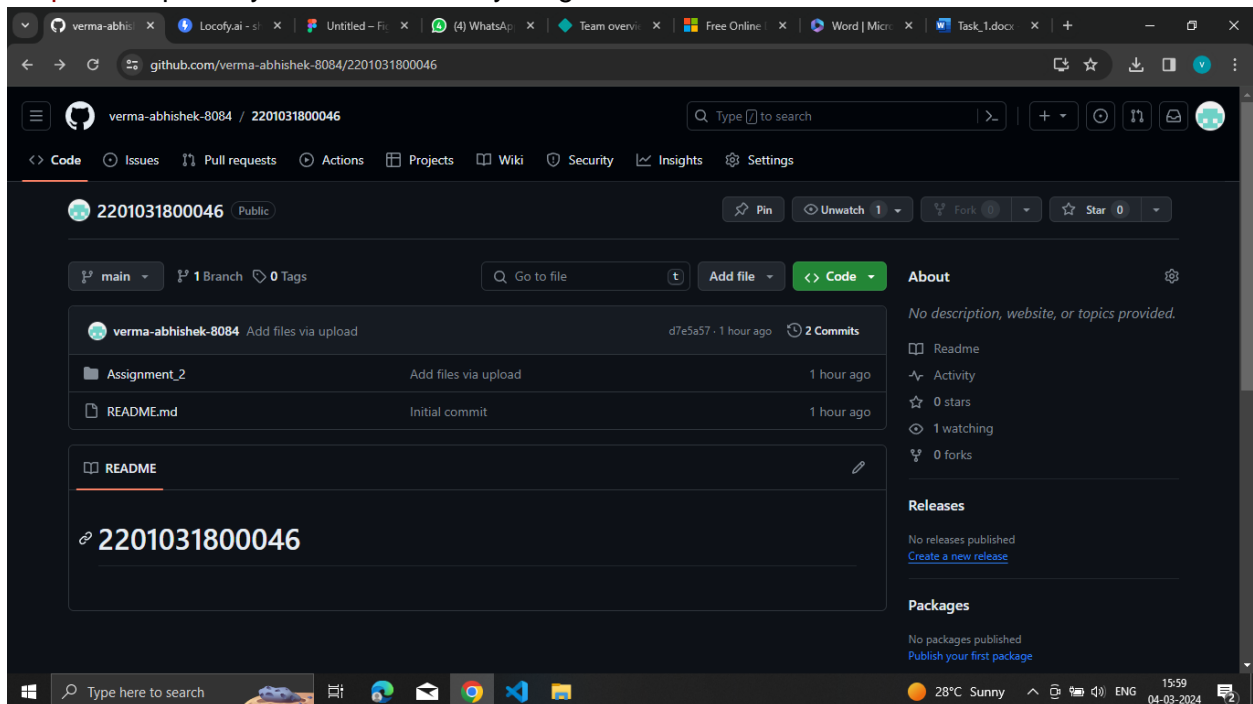 verma-abhis
Locofy.ai - sh
Untitled – Fig
(4) WhatsAp
Team overvie
Free Online
Word | Micro
Task_1.docx
github.com/verma-abhishek-8084/2201031800046
verma-abhishek-8084 / 2201031800046
Type / to search
<> Code Issues Pull requests Actions Projects Wiki Security Insights Settings
2201031800046 Public
Pin Unwatch 1 Fork 0 Star 0
main 1 Branch 0 Tags Go to file t Add file <> Code
verma-abhishek-8084 Add files via upload d7e5a57 · 1 hour ago 2 Commits
Assignment_2 Add files via upload 1 hour ago
README.md Initial commit 1 hour ago
README
2201031800046
About
No description, website, or topics provided.
Readme
Activity
0 stars
1 watching
0 forks
Releases
No releases published
Create a new release
Packages
No packages published
Publish your first package
Type here to search
28°C Sunny
ENG
15:59
04-03-2024
2